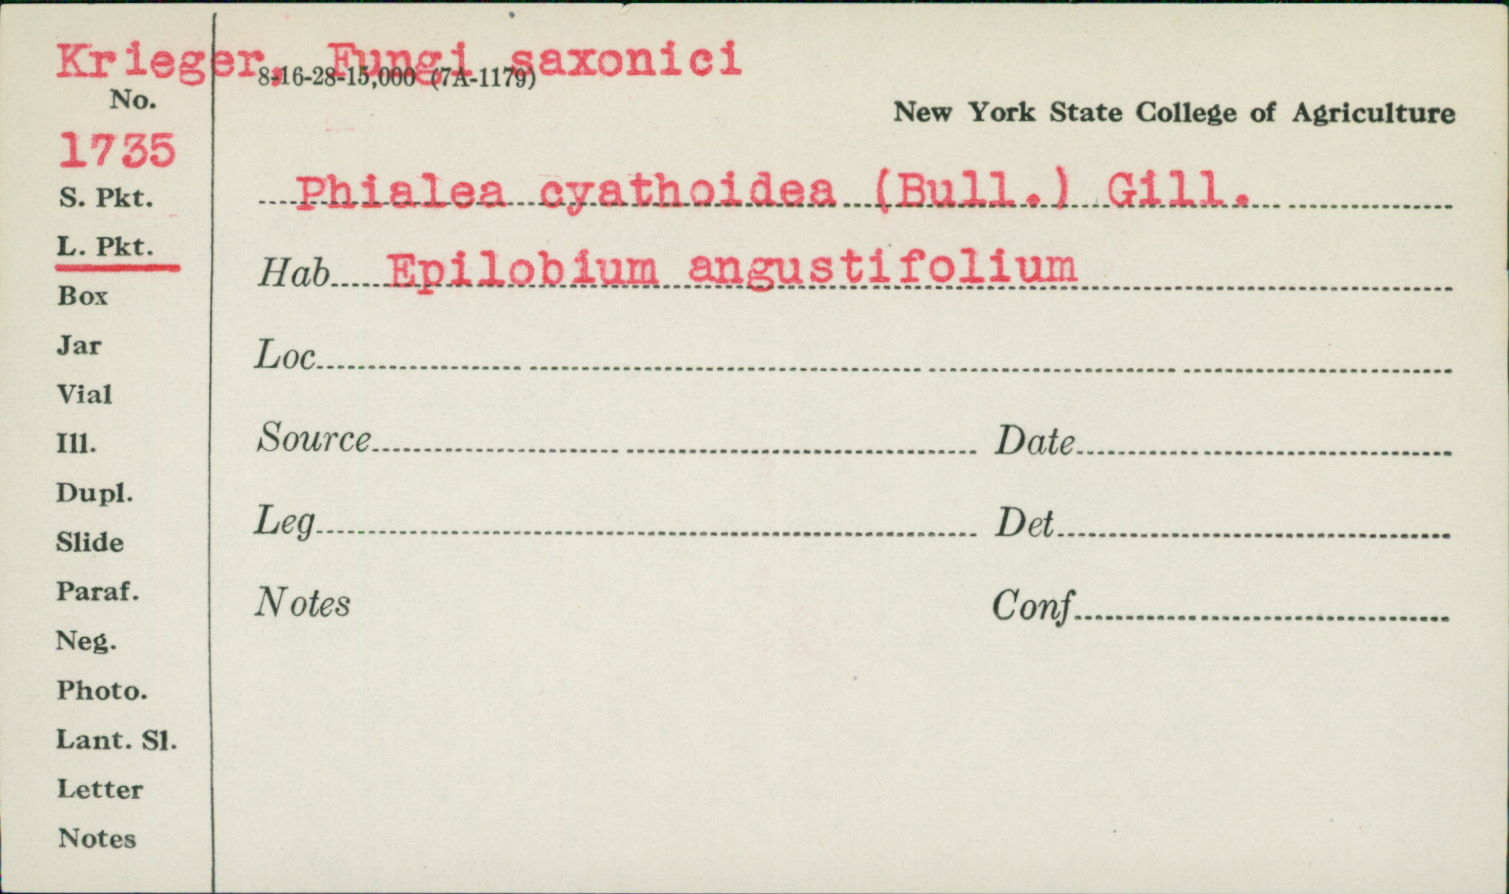 Krieger, Fungi saxonici
8-16-28-15,000 (7A-1179)
No.
New York State College of Agriculture
1735
Phialea cyathoidea (Bull.) Gill.
S. Pkt.
L. Pkt.
Hab. Epilobium angustifolium
Box
Jar
Loc.
Vial
Ill.
Source
Date
Dupl.
Slide
Leg
Det
Paraf.
Notes
Conf
Neg.
Photo.
Lant. Sl.
Letter
Notes